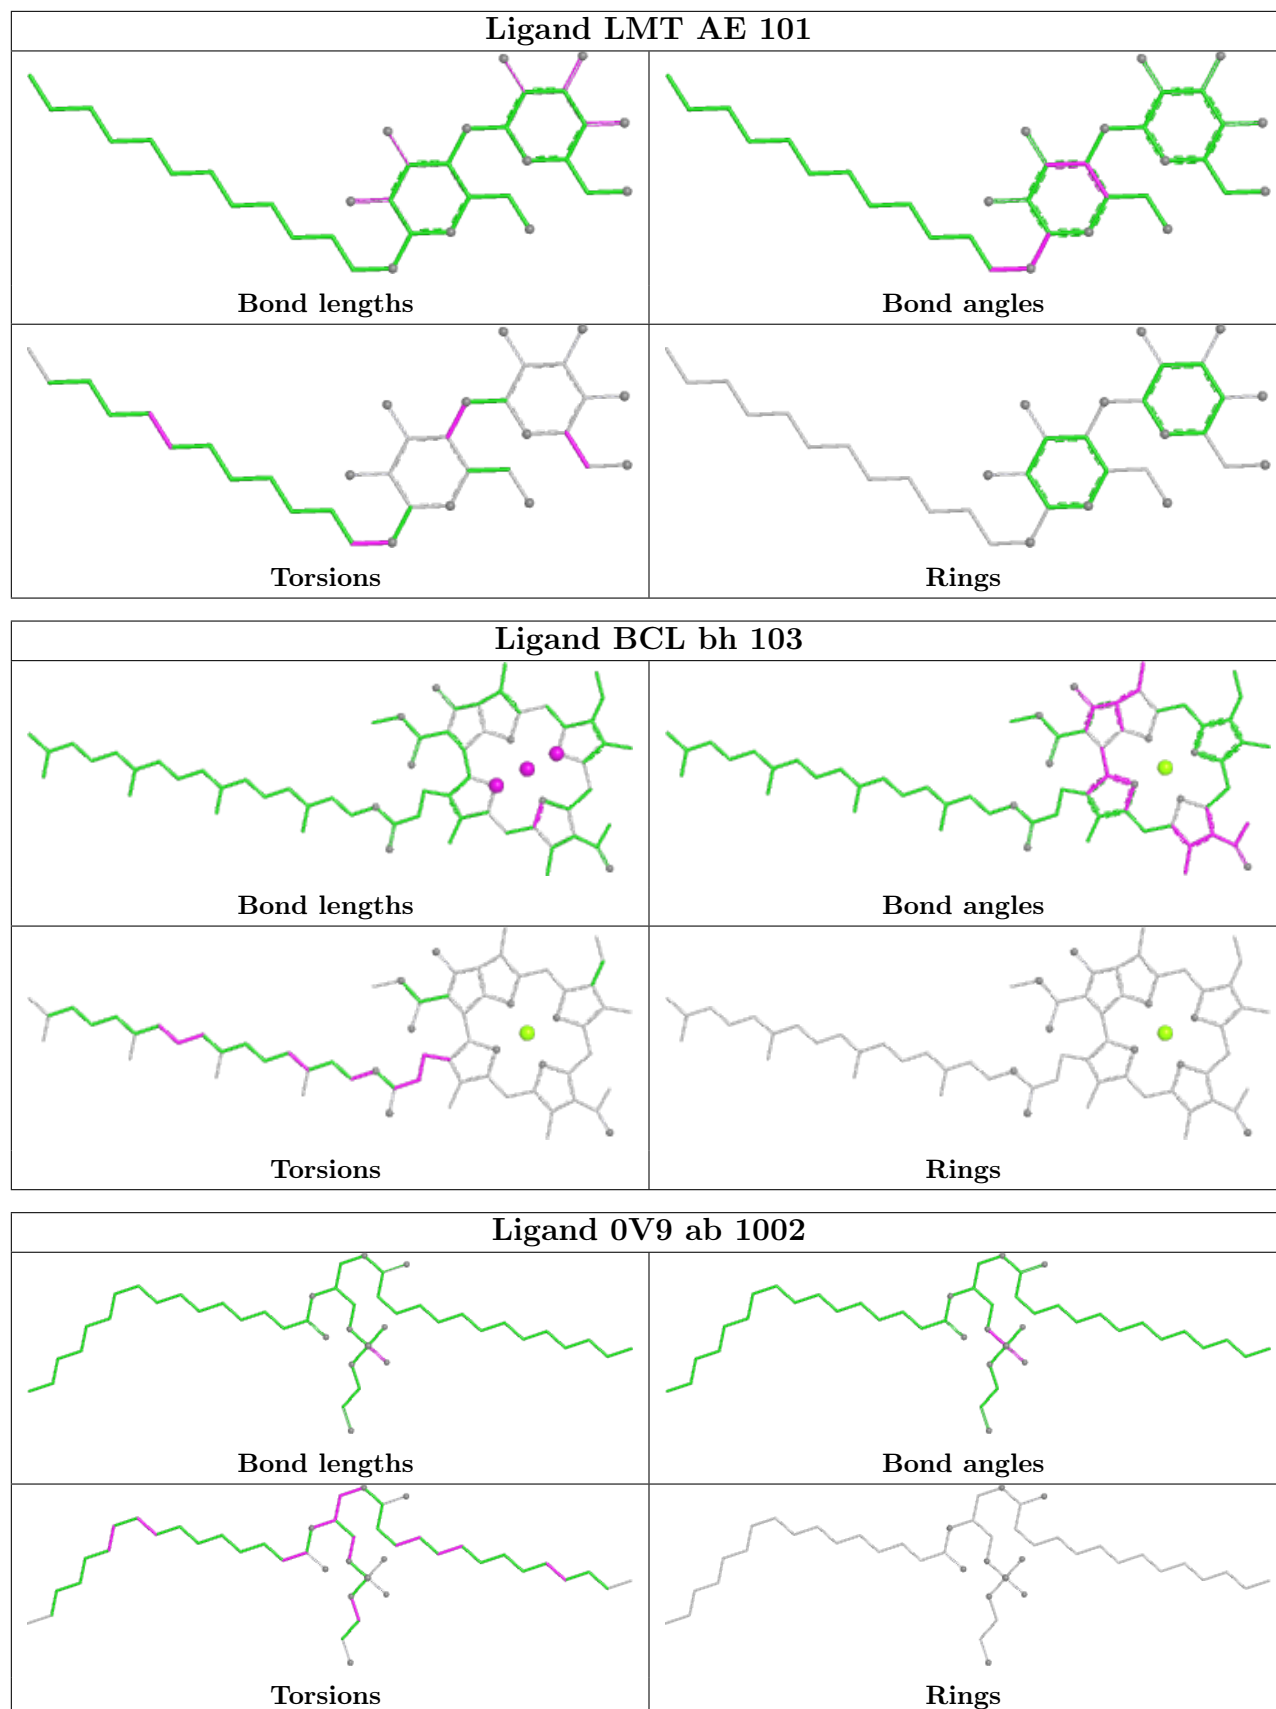 Ligand LMT AE 101
Bond lengths
Bond angles
Torsions
Rings
Ligand BCL bh 103
Bond lengths
Bond angles
Torsions
Rings
Ligand 0V9 ab 1002
Bond lengths
Bond angles
Torsions
Rings